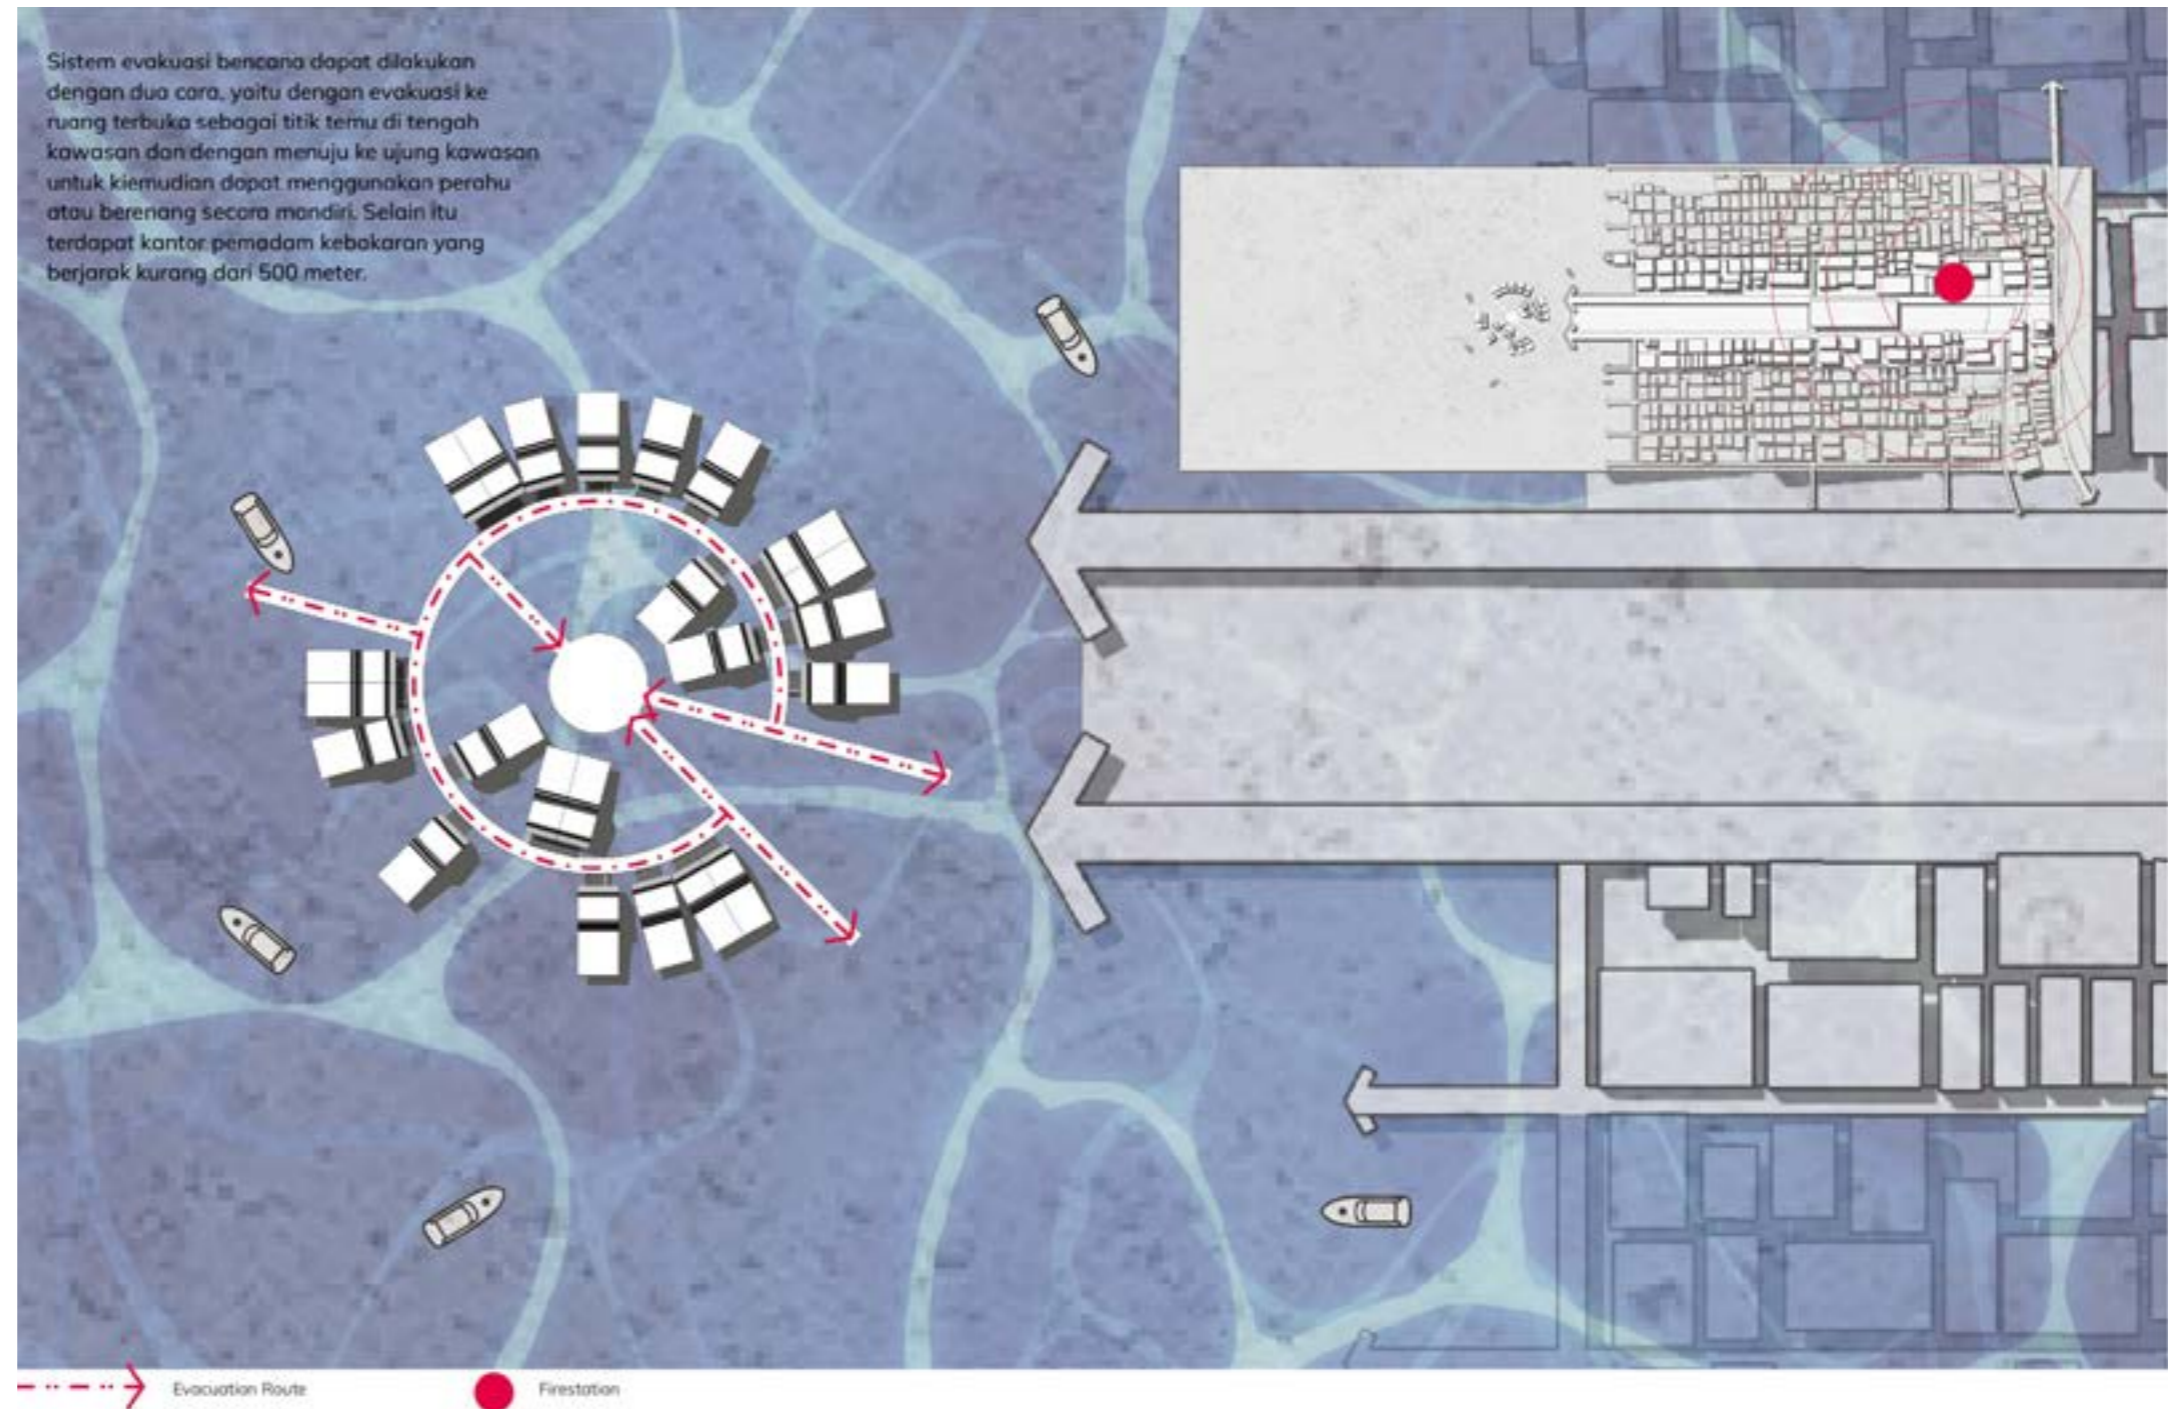 Sistem evakuasi bencana dapat dilakukan
dengan dua cara, yaitu dengan evakuasi ke
ruang terbuka sebagai titik temu di tengah
kawasan dan dengan menuju ke ujung kawasan
untuk kiemudian dapat menggunakan perahu
atau berenang secara mandiri. Selain itu
terdapat kantor pemadam kebakaran yang
berjarak kurang dari 500 meter.
Evacuation Route
Firestation